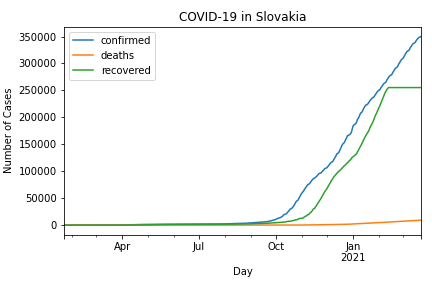 COVID-19 in Slovakia
confirmed
deaths
recovered
350000
300000
250000
200000
150000
100000
50000
0
Number of Cases
Apr
Jul
Oct
Jan
2021
Day